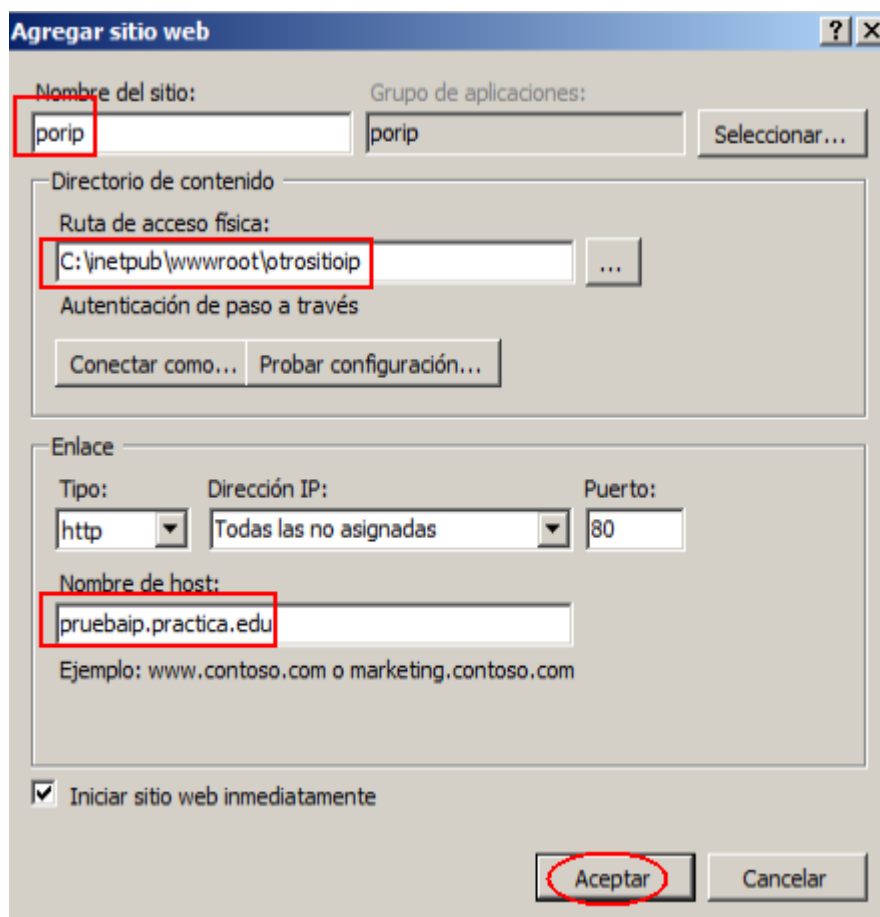 Agregar sitio web
Nombre del sitio: Grupo de aplicaciones:
porip porip Seleccionar...
Directorio de contenido
Ruta de acceso física:
C:\inetpub\wwwroot\otrositioip ...
Autenticación de paso a través
Conectar como... Probar configuración...
Enlace
Tipo: Dirección IP: Puerto:
http Todas las no asignadas 80
Nombre de host:
pruebaip.practica.edu
Ejemplo: www.contoso.com o marketing.contoso.com
Iniciar sitio web inmediatamente
Aceptar Cancelar